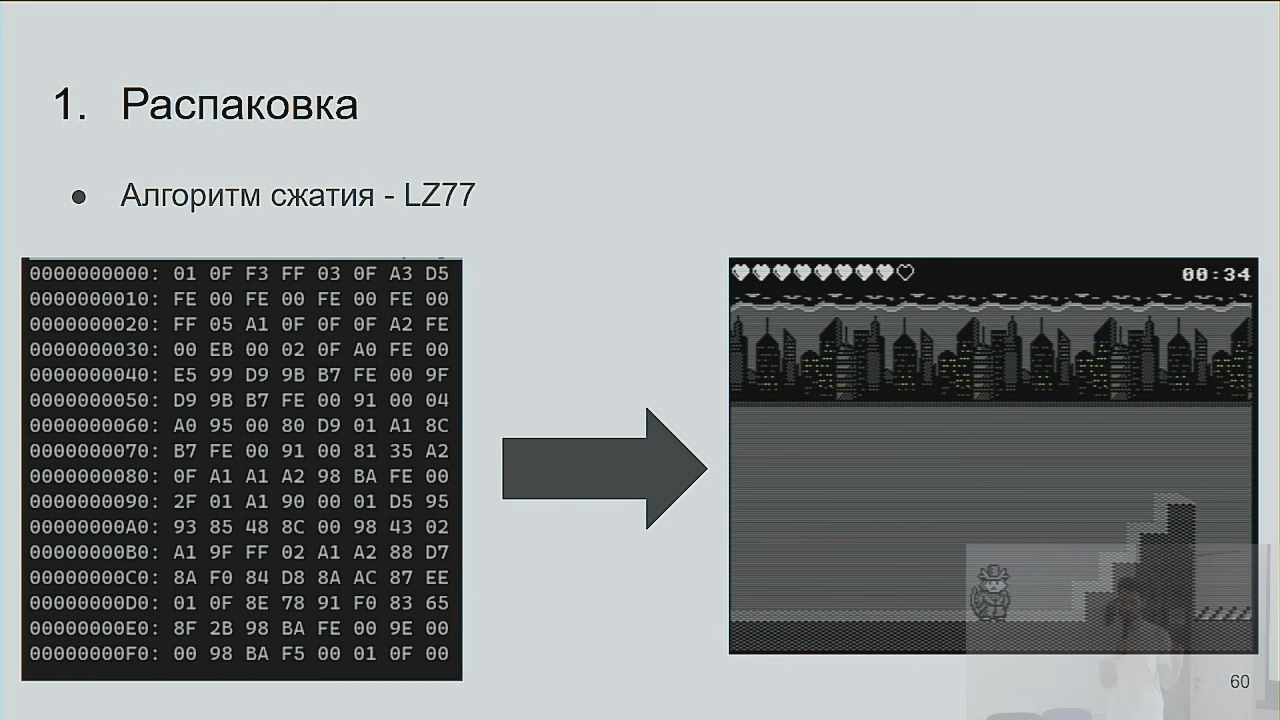 1. Распаковка
● Алгоритм сжатия - LZ77
0000000000: 01 0F F3 FF 03 0F A3 D5
0000000010: FE 00 FE 00 FE 00 FE 00
0000000020: FF 05 A1 0F 0F 0F A2 FE
0000000030: 00 EB 00 02 0F A0 FE 00
0000000040: E5 99 D9 9B B7 FE 00 9F
0000000050: D9 9B B7 FE 00 91 00 04
0000000060: A0 95 00 80 D9 01 A1 8C
0000000070: B7 FE 00 91 00 81 35 A2
0000000080: 0F A1 A1 A2 98 BA FE 00
0000000090: 2F 01 A1 90 00 01 D5 95
00000000A0: 93 85 48 8C 00 98 43 02
00000000B0: A1 9F FF 02 A1 A2 88 D7
00000000C0: 8A F0 84 D8 8A AC 87 EE
00000000D0: 01 0F 8E 78 91 F0 83 65
00000000E0: 8F 2B 98 BA FE 00 9E 00
00000000F0: 00 98 BA F5 00 01 0F 00
00:34
60